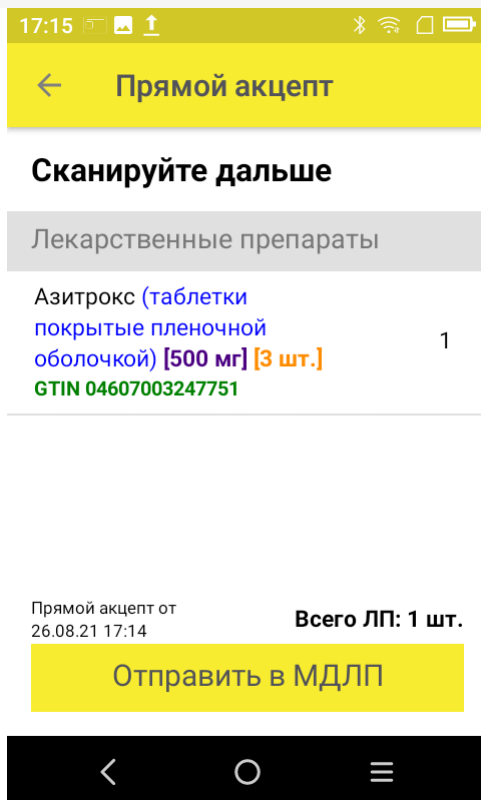 17:15
Прямой акцепт
Сканируйте дальше
Лекарственные препараты
Азитрокс (таблетки
покрытые пленочной
оболочкой) [500 мг] [3 шт.]
1
GTIN 04607003247751
Прямой акцепт от
26.08.21 17:14
Всего ЛП: 1 шт.
Отправить в МДЛП